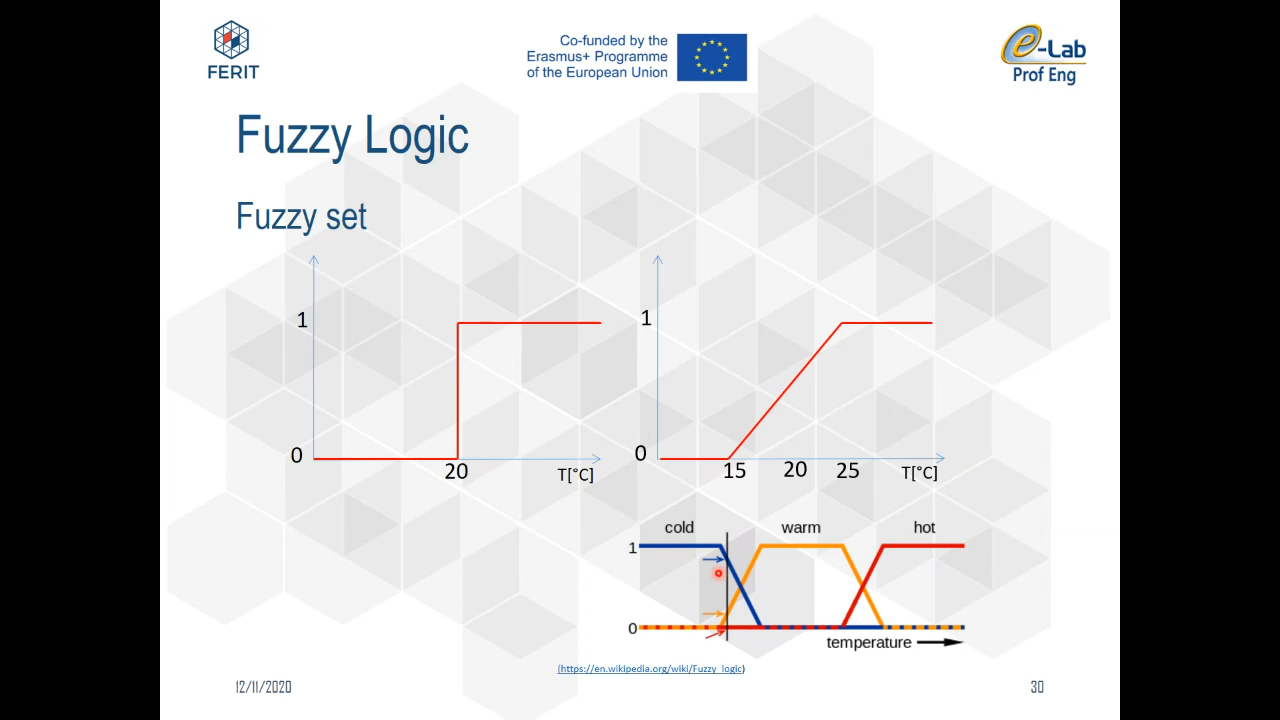 FERIT
Co-funded by the
Erasmus+ Programme
of the European Union
e-Lab
Prof Eng
Fuzzy Logic
Fuzzy set
1
0
20
T[°C]
1
0
15
20
25
T[°C]
cold
warm
hot
1
0
temperature
(https://en.wikipedia.org/wiki/Fuzzy_logic)
12/11/2020
30